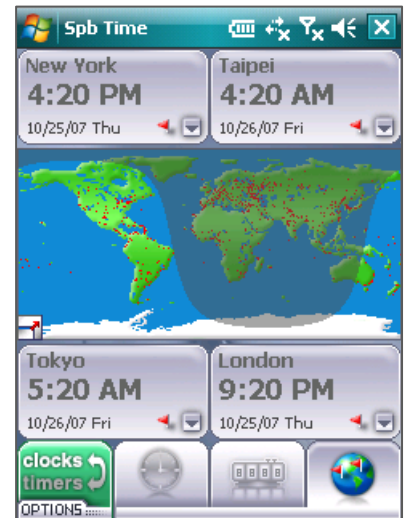 Spb Time
New York
4:20 PM
10/25/07 Thu
Taipei
4:20 AM
10/26/07 Fri
Tokyo
5:20 AM
10/26/07 Fri
London
9:20 PM
10/25/07 Thu
clocks
timers
OPTIONS